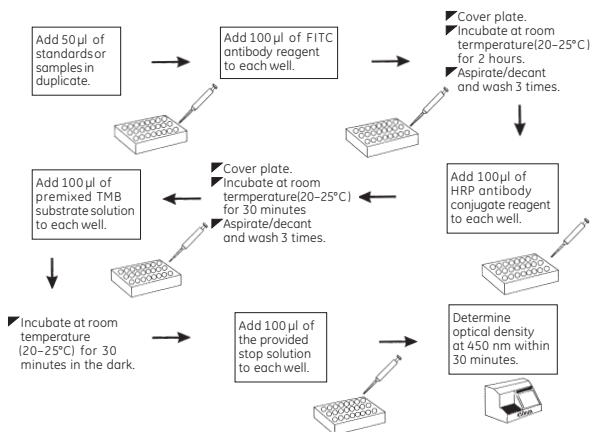 Add 50 µl of
standards or
samples in
duplicate.
Add 100 µl of FITC
antibody reagent
to each well.
Cover plate.
Incubate at room
termperature(20–25°C)
for 2 hours.
Aspirate/decant
and wash 3 times.
Add 100 µl of
HRP antibody
conjugate reagent
to each well.
Cover plate.
Incubate at room
termperature(20–25°C)
for 30 minutes
Aspirate/decant
and wash 3 times.
Add 100 µl of
premixed TMB
substrate solution
to each well.
Incubate at room
temperature
(20–25°C) for 30
minutes in the dark.
Add 100 µl of
the provided
stop solution
to each well.
Determine
optical density
at 450 nm within
30 minutes.